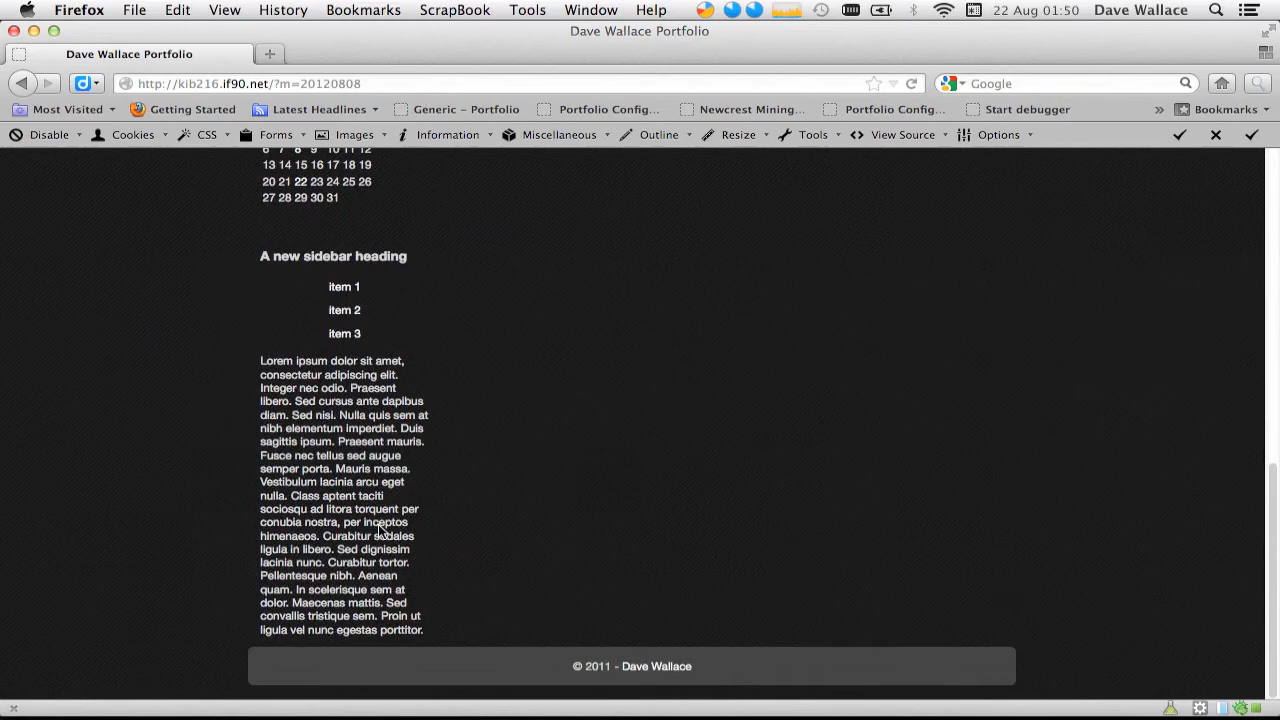 Firefox File Edit View History Bookmarks ScrapBook Tools Window Help 22 Aug 01:50 Dave Wallace
Dave Wallace Portfolio
Dave Wallace Portfolio
http://kib216.if90.net/?m=20120808 Google
Most Visited Getting Started Latest Headlines Generic - Portfolio Portfolio Config... Newcrest Mining... Portfolio Config... Start debugger » Bookmarks
Disable Cookies CSS Forms Images Information Miscellaneous Outline Resize Tools View Source Options
6 7 8 9 10 11 12
13 14 15 16 17 18 19
20 21 22 23 24 25 26
27 28 29 30 31
A new sidebar heading
item 1
item 2
item 3
Lorem ipsum dolor sit amet,
consectetur adipiscing elit.
Integer nec odio. Praesent
libero. Sed cursus ante dapibus
diam. Sed nisi. Nulla quis sem at
nibh elementum imperdiet. Duis
sagittis ipsum. Praesent mauris.
Fusce nec tellus sed augue
semper porta. Mauris massa.
Vestibulum lacinia arcu eget
nulla. Class aptent taciti
sociosqu ad litora torquent per
conubia nostra, per inceptos
himenaeos. Curabitur sodales
ligula in libero. Sed dignissim
lacinia nunc. Curabitur tortor.
Pellentesque nibh. Aenean
quam. In scelerisque sem at
dolor. Maecenas mattis. Sed
convallis tristique sem. Proin ut
ligula vel nunc egestas porttitor.
© 2011 - Dave Wallace